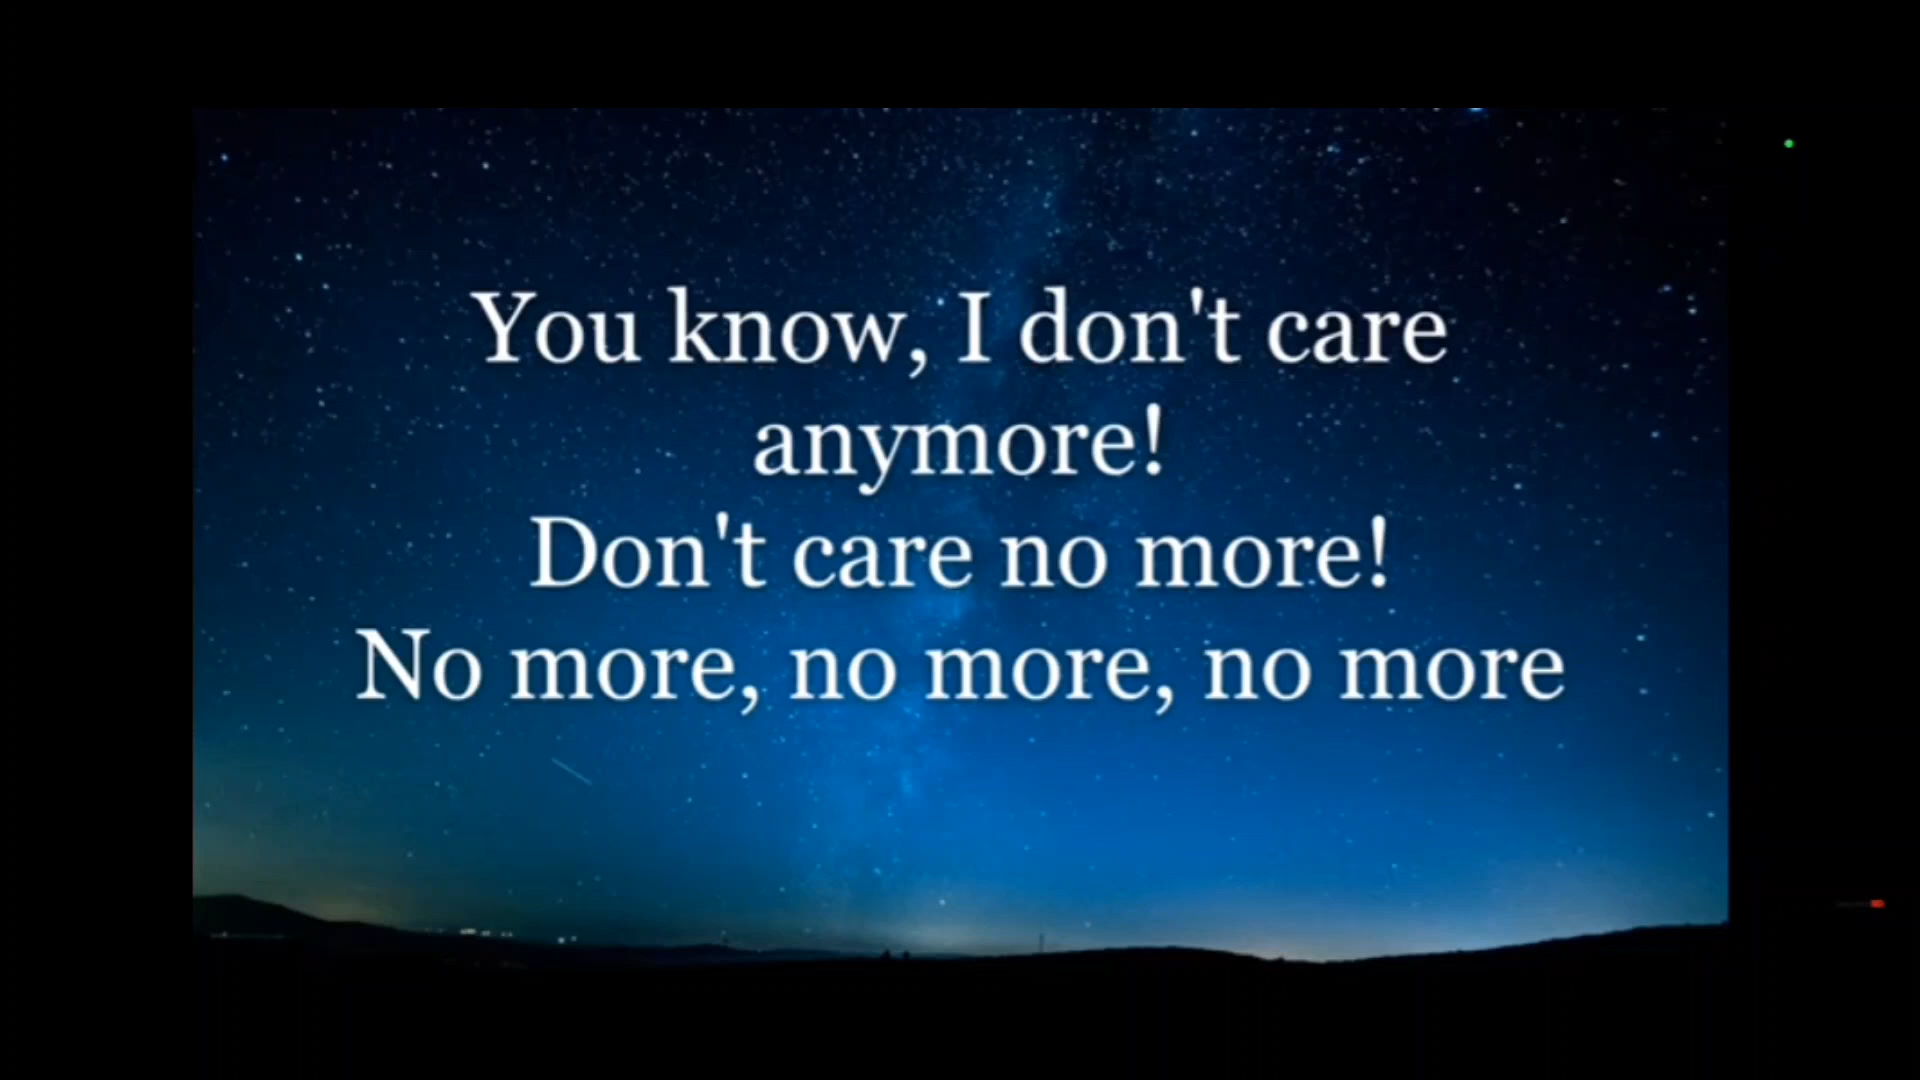 You know, I don't care
anymore!
Don't care no more!
No more, no more, no more